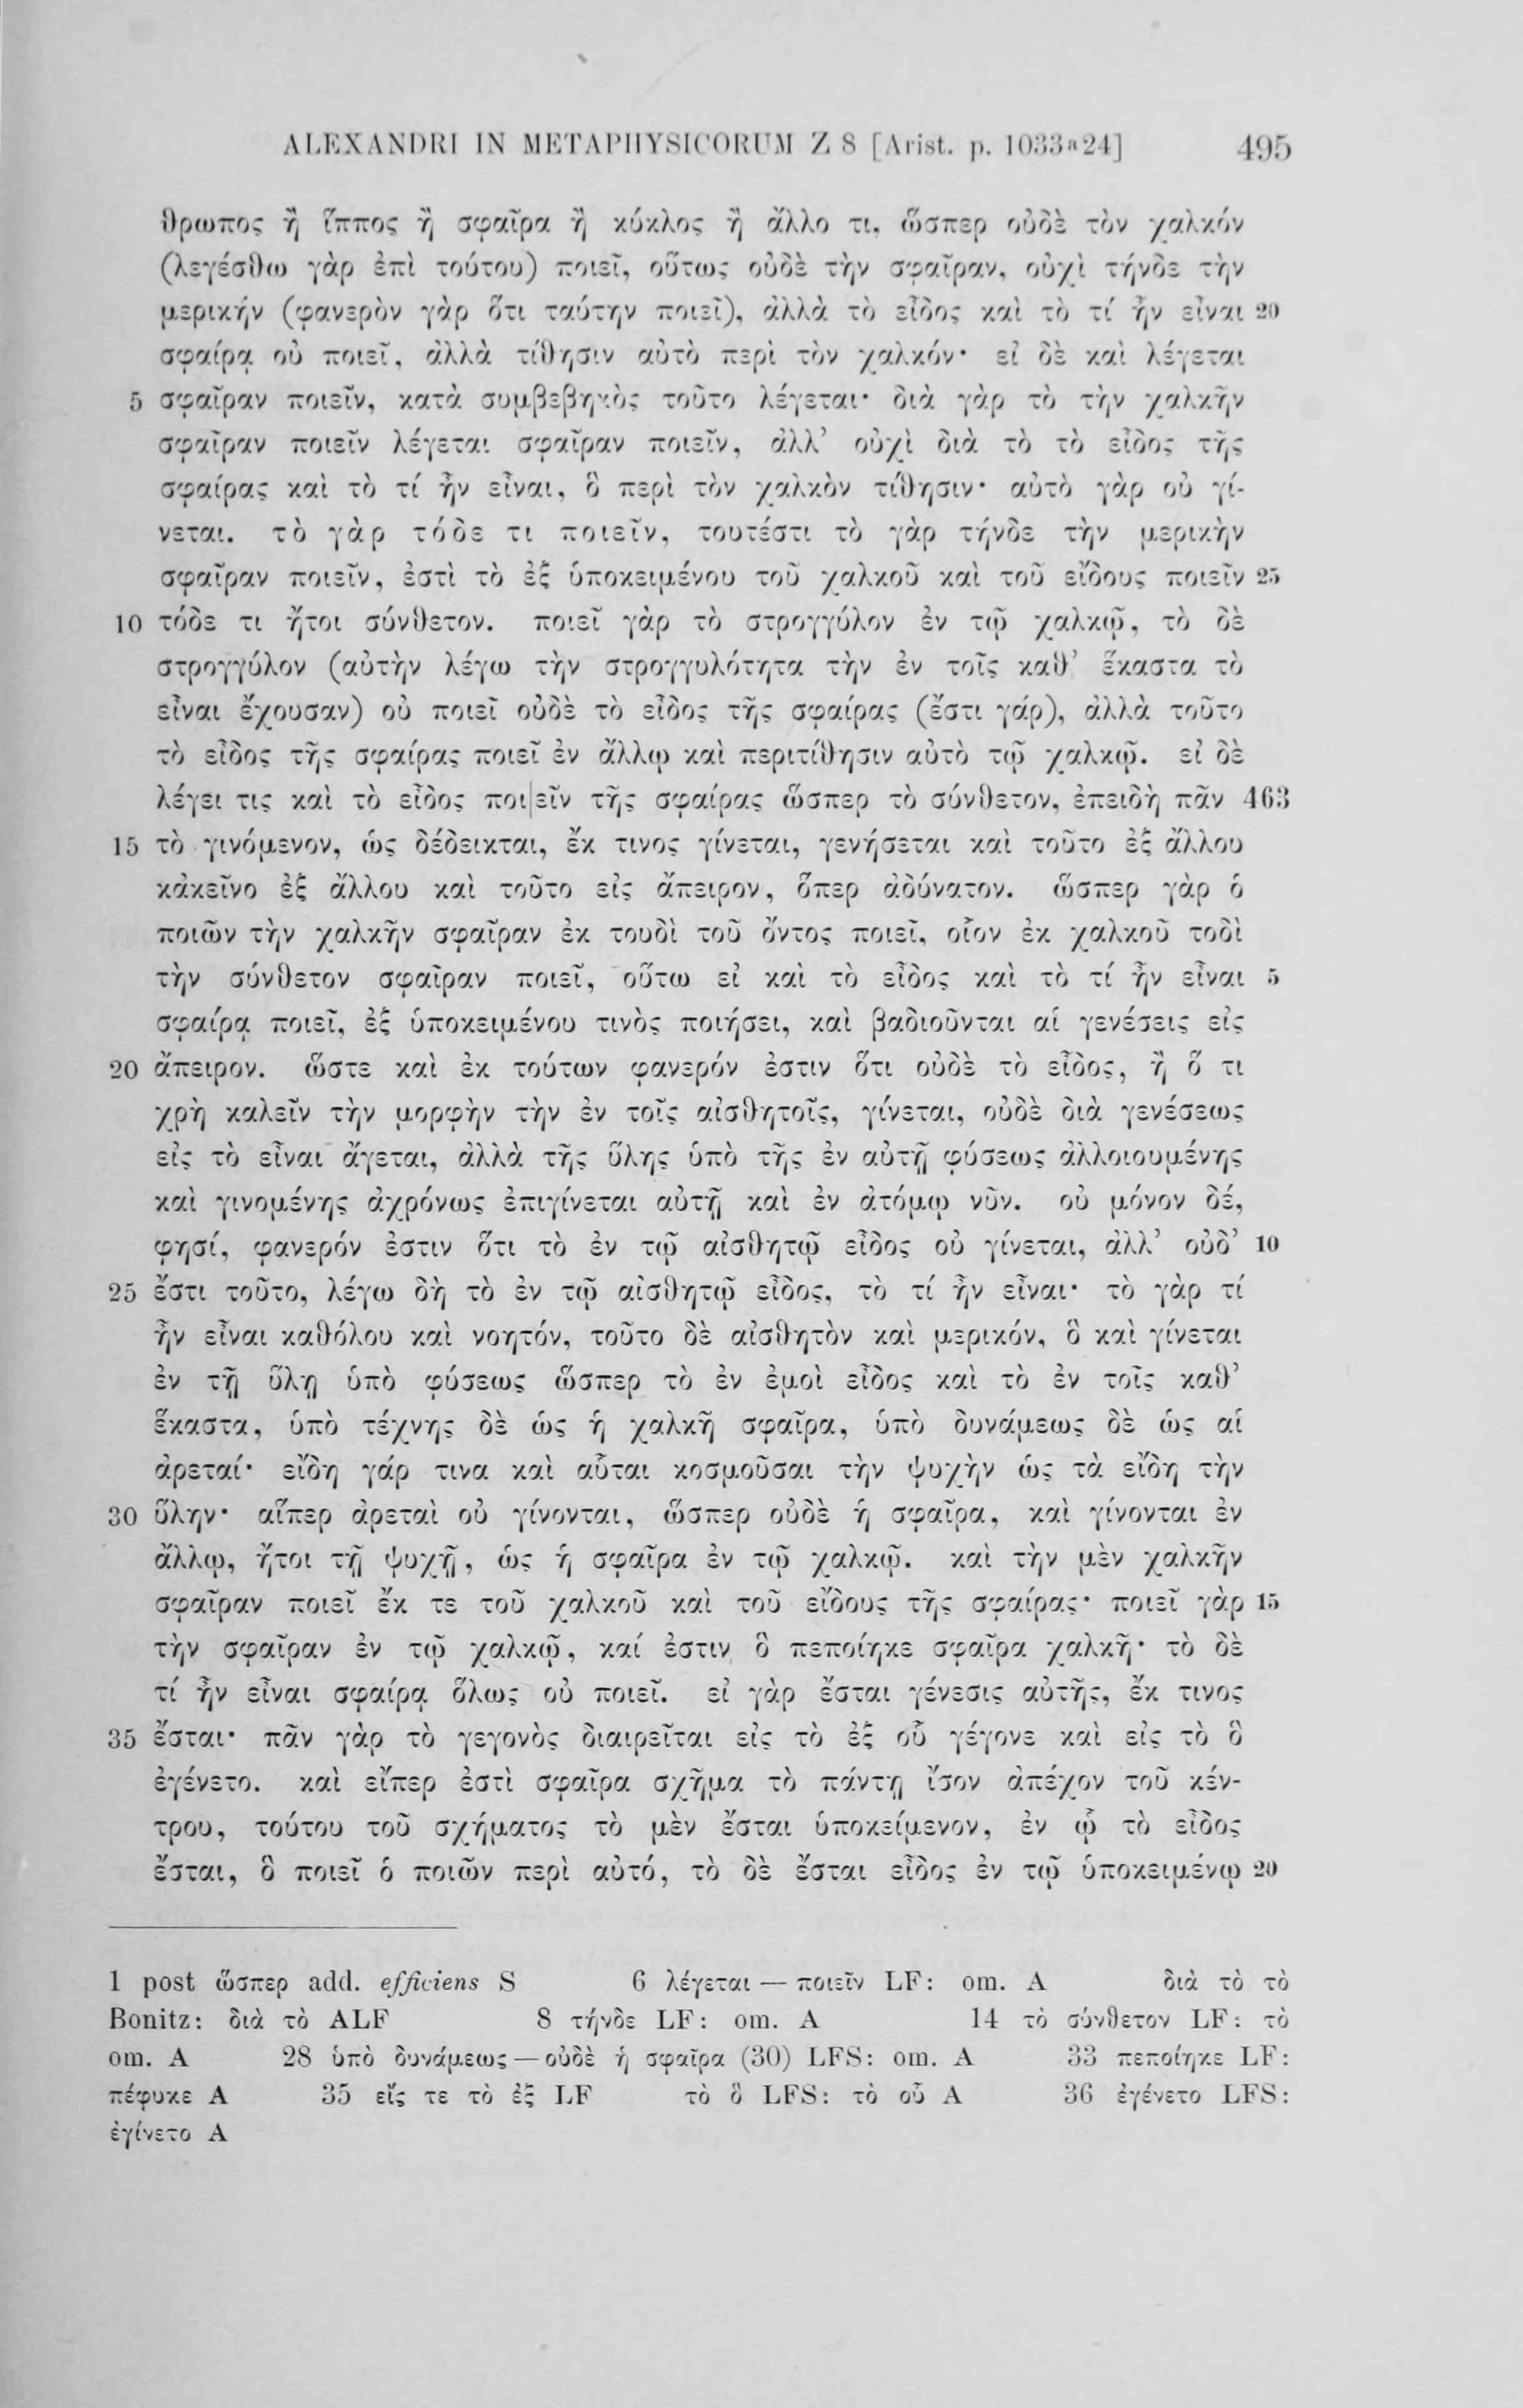 ALEXANDRI IN METAPHYSICORUM Z 8 [Arist. p. 1033ᵃ24] 495
θρωπος ἢ ἵππος ἢ σφαῖρα ἢ κύκλος ἢ ἄλλο τι, ὥσπερ οὐδὲ τὸν χαλκόν
(λεγέσθω γὰρ ἐπὶ τούτου) ποιεῖ, οὕτως οὐδὲ τὴν σφαῖραν, οὐχὶ τήνδε τὴν
μερικήν (φανερὸν γὰρ ὅτι ταύτην ποιεῖ), ἀλλὰ τὸ εἶδος καὶ τὸ τί ἦν εἶναι 20
σφαίρᾳ οὐ ποιεῖ, ἀλλὰ τίθησιν αὐτὸ περὶ τὸν χαλκόν· εἰ δὲ καὶ λέγεται
5 σφαῖραν ποιεῖν, κατὰ συμβεβηκὸς τοῦτο λέγεται· διὰ γὰρ τὸ τὴν χαλκῆν
σφαῖραν ποιεῖν λέγεται σφαῖραν ποιεῖν, ἀλλ’ οὐχὶ διὰ τὸ τὸ εἶδος τῆς
σφαίρας καὶ τὸ τί ἦν εἶναι, ὃ περὶ τὸν χαλκὸν τίθησιν· αὐτὸ γὰρ οὐ γί-
νεται. τὸ γὰρ τόδε τι ποιεῖν, τουτέστι τὸ γὰρ τήνδε τὴν μερικὴν
σφαῖραν ποιεῖν, ἐστὶ τὸ ἐξ ὑποκειμένου τοῦ χαλκοῦ καὶ τοῦ εἴδους ποιεῖν 25
10 τόδε τι ἤτοι σύνθετον. ποιεῖ γὰρ τὸ στρογγύλον ἐν τῷ χαλκῷ, τὸ δὲ
στρογγύλον (αὐτὴν λέγω τὴν στρογγυλότητα τὴν ἐν τοῖς καθ’ ἕκαστα τὸ
εἶναι ἔχουσαν) οὐ ποιεῖ οὐδὲ τὸ εἶδος τῆς σφαίρας (ἔστι γάρ), ἀλλὰ τοῦτο
τὸ εἶδος τῆς σφαίρας ποιεῖ ἐν ἄλλῳ καὶ περιτίθησιν αὐτὸ τῷ χαλκῷ. εἰ δὲ
λέγει τις καὶ τὸ εἶδος ποι|εῖν τῆς σφαίρας ὥσπερ τὸ σύνθετον, ἐπειδὴ πᾶν 463
15 τὸ γινόμενον, ὡς δέδεικται, ἔκ τινος γίνεται, γενήσεται καὶ τοῦτο ἐξ ἄλλου
κἀκεῖνο ἐξ ἄλλου καὶ τοῦτο εἰς ἄπειρον, ὅπερ ἀδύνατον. ὥσπερ γὰρ ὁ
ποιῶν τὴν χαλκῆν σφαῖραν ἐκ τουδὶ τοῦ ὄντος ποιεῖ, οἷον ἐκ χαλκοῦ τοδὶ
τὴν σύνθετον σφαῖραν ποιεῖ, οὕτω εἰ καὶ τὸ εἶδος καὶ τὸ τί ἦν εἶναι 5
σφαίρᾳ ποιεῖ, ἐξ ὑποκειμένου τινὸς ποιήσει, καὶ βαδιοῦνται αἱ γενέσεις εἰς
20 ἄπειρον. ὥστε καὶ ἐκ τούτων φανερόν ἐστιν ὅτι οὐδὲ τὸ εἶδος, ἢ ὅ τι
χρὴ καλεῖν τὴν μορφὴν τὴν ἐν τοῖς αἰσθητοῖς, γίνεται, οὐδὲ διὰ γενέσεως
εἰς τὸ εἶναι ἄγεται, ἀλλὰ τῆς ὕλης ὑπὸ τῆς ἐν αὐτῇ φύσεως ἀλλοιουμένης
καὶ γινομένης ἀχρόνως ἐπιγίνεται αὐτῇ καὶ ἐν ἀτόμῳ νῦν. οὐ μόνον δέ,
φησί, φανερόν ἐστιν ὅτι τὸ ἐν τῷ αἰσθητῷ εἶδος οὐ γίνεται, ἀλλ’ οὐδ’ 10
25 ἔστι τοῦτο, λέγω δὴ τὸ ἐν τῷ αἰσθητῷ εἶδος, τὸ τί ἦν εἶναι· τὸ γὰρ τί
ἦν εἶναι καθόλου καὶ νοητόν, τοῦτο δὲ αἰσθητὸν καὶ μερικόν, ὃ καὶ γίνεται
ἐν τῇ ὕλῃ ὑπὸ φύσεως ὥσπερ τὸ ἐν ἐμοὶ εἶδος καὶ τὸ ἐν τοῖς καθ’
ἕκαστα, ὑπὸ τέχνης δὲ ὡς ἡ χαλκῆ σφαῖρα, ὑπὸ δυνάμεως δὲ ὡς αἱ
ἀρεταί· εἴδη γάρ τινα καὶ αὗται κοσμοῦσαι τὴν ψυχὴν ὡς τὰ εἴδη τὴν
30 ὕλην· αἵπερ ἀρεταὶ οὐ γίνονται, ὥσπερ οὐδὲ ἡ σφαῖρα, καὶ γίνονται ἐν
ἄλλῳ, ἤτοι τῇ ψυχῇ, ὡς ἡ σφαῖρα ἐν τῷ χαλκῷ. καὶ τὴν μὲν χαλκῆν
σφαῖραν ποιεῖ ἔκ τε τοῦ χαλκοῦ καὶ τοῦ εἴδους τῆς σφαίρας· ποιεῖ γὰρ 15
τὴν σφαῖραν ἐν τῷ χαλκῷ, καί ἐστιν ὃ πεποίηκε σφαῖρα χαλκῆ· τὸ δὲ
τί ἦν εἶναι σφαίρᾳ ὅλως οὐ ποιεῖ. εἰ γὰρ ἔσται γένεσις αὐτῆς, ἔκ τινος
35 ἔσται· πᾶν γὰρ τὸ γεγονὸς διαιρεῖται εἰς τὸ ἐξ οὗ γέγονε καὶ εἰς τὸ ὃ
ἐγένετο. καὶ εἴπερ ἐστὶ σφαῖρα σχῆμα τὸ πάντῃ ἴσον ἀπέχον τοῦ κέν-
τρου, τούτου τοῦ σχήματος τὸ μὲν ἔσται ὑποκείμενον, ἐν ᾧ τὸ εἶδος
ἔσται, ὃ ποιεῖ ὁ ποιῶν περὶ αὐτό, τὸ δὲ ἔσται εἶδος ἐν τῷ ὑποκειμένῳ 20
1 post ὥσπερ add. efficiens S 6 λέγεται — ποιεῖν LF: om. A διὰ τὸ τὸ
Bonitz: διὰ τὸ ALF 8 τήνδε LF: om. A 14 τὸ σύνθετον LF: τὸ
om. A 28 ὑπὸ δυνάμεως — οὐδὲ ἡ σφαῖρα (30) LFS: om. A 33 πεποίηκε LF:
πέφυκε A 35 εἴς τε τὸ ἐξ LF τὸ ὃ LFS: τὸ οὗ A 36 ἐγένετο LFS:
ἐγίνετο A